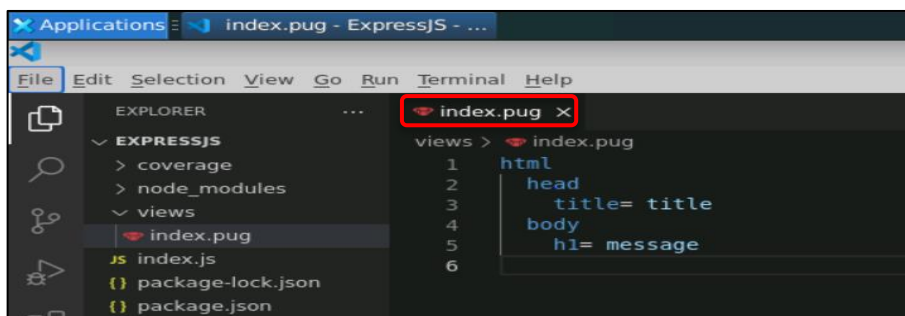 Applications index.pug - ExpressJS - ...
File Edit Selection View Go Run Terminal Help
EXPLORER ...
EXPRESSJS
> coverage
> node_modules
views
index.pug
JS index.js
{} package-lock.json
{} package.json
index.pug ×
views > index.pug
1 html
2 head
3 title= title
4 body
5 h1= message
6